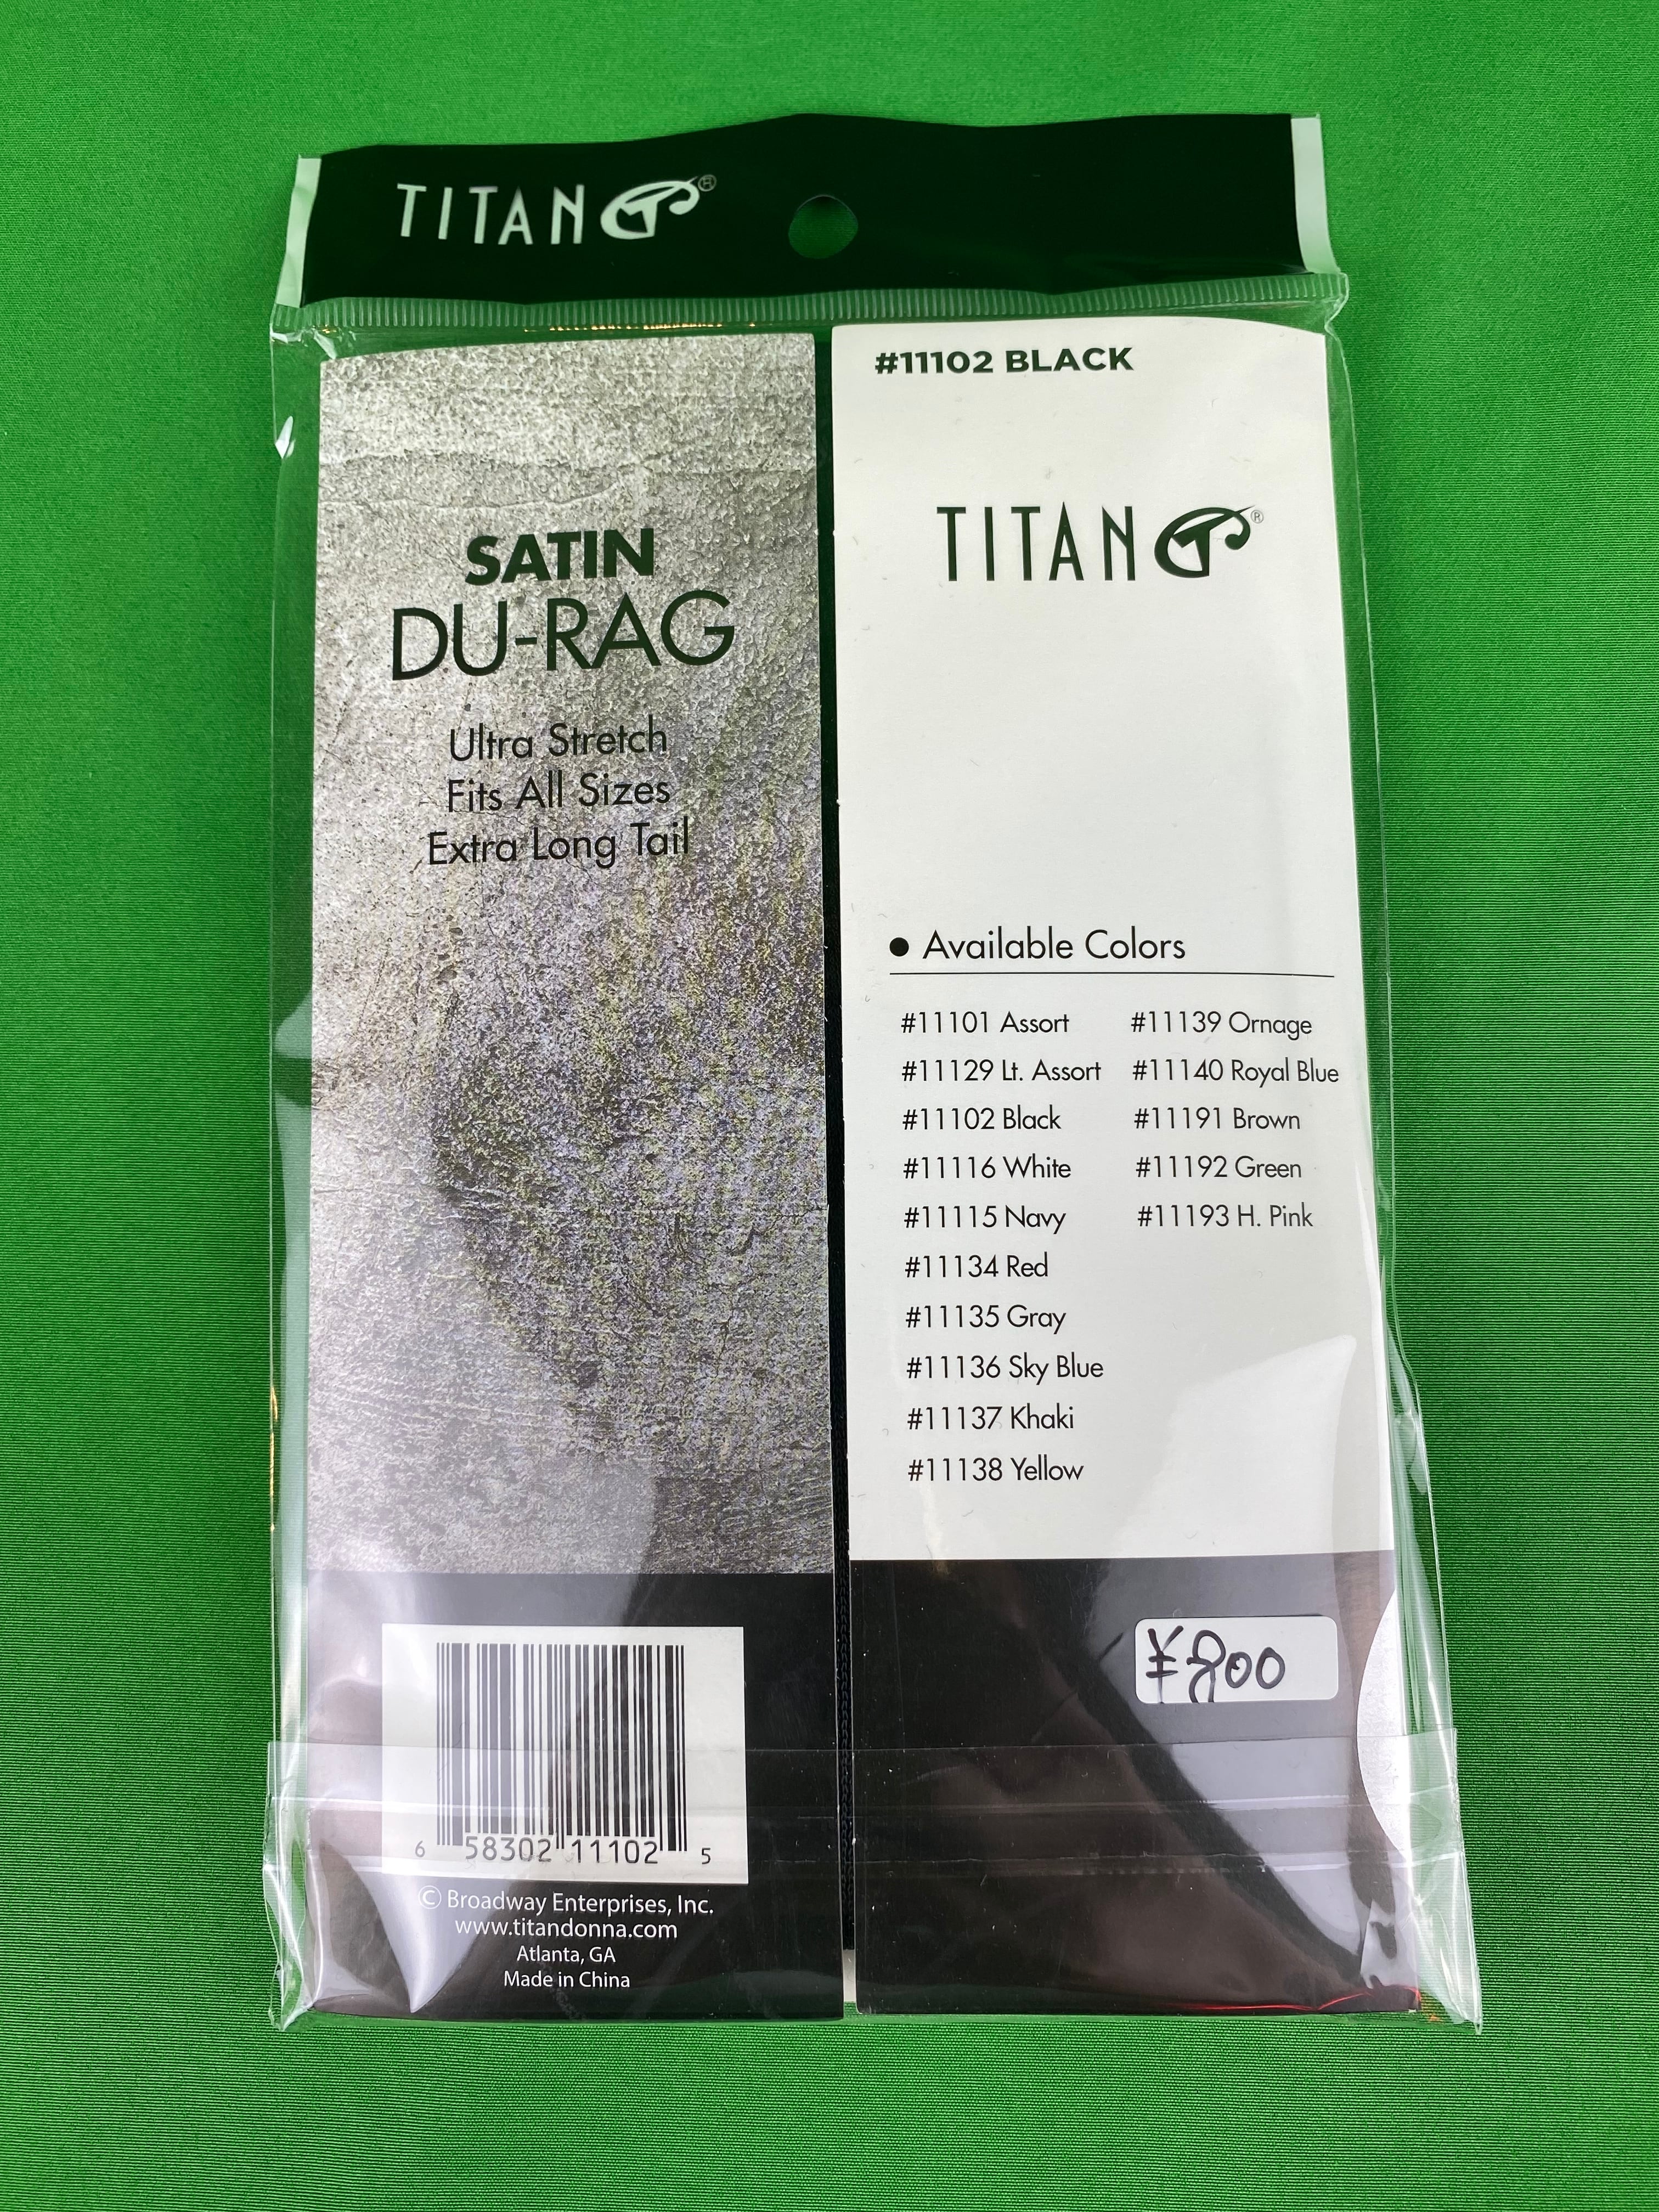 TITAN ®
SATIN
DU-RAG
Ultra Stretch
Fits All Sizes
Extra Long Tail
6 58302 11102 5
© Broadway Enterprises, Inc.
www.titandonna.com
Atlanta, GA
Made in China
#11102 BLACK
TITAN ®
● Available Colors
#11101 Assort
#11129 Lt. Assort
#11102 Black
#11116 White
#11115 Navy
#11134 Red
#11135 Gray
#11136 Sky Blue
#11137 Khaki
#11138 Yellow
#11139 Ornage
#11140 Royal Blue
#11191 Brown
#11192 Green
#11193 H. Pink
¥800